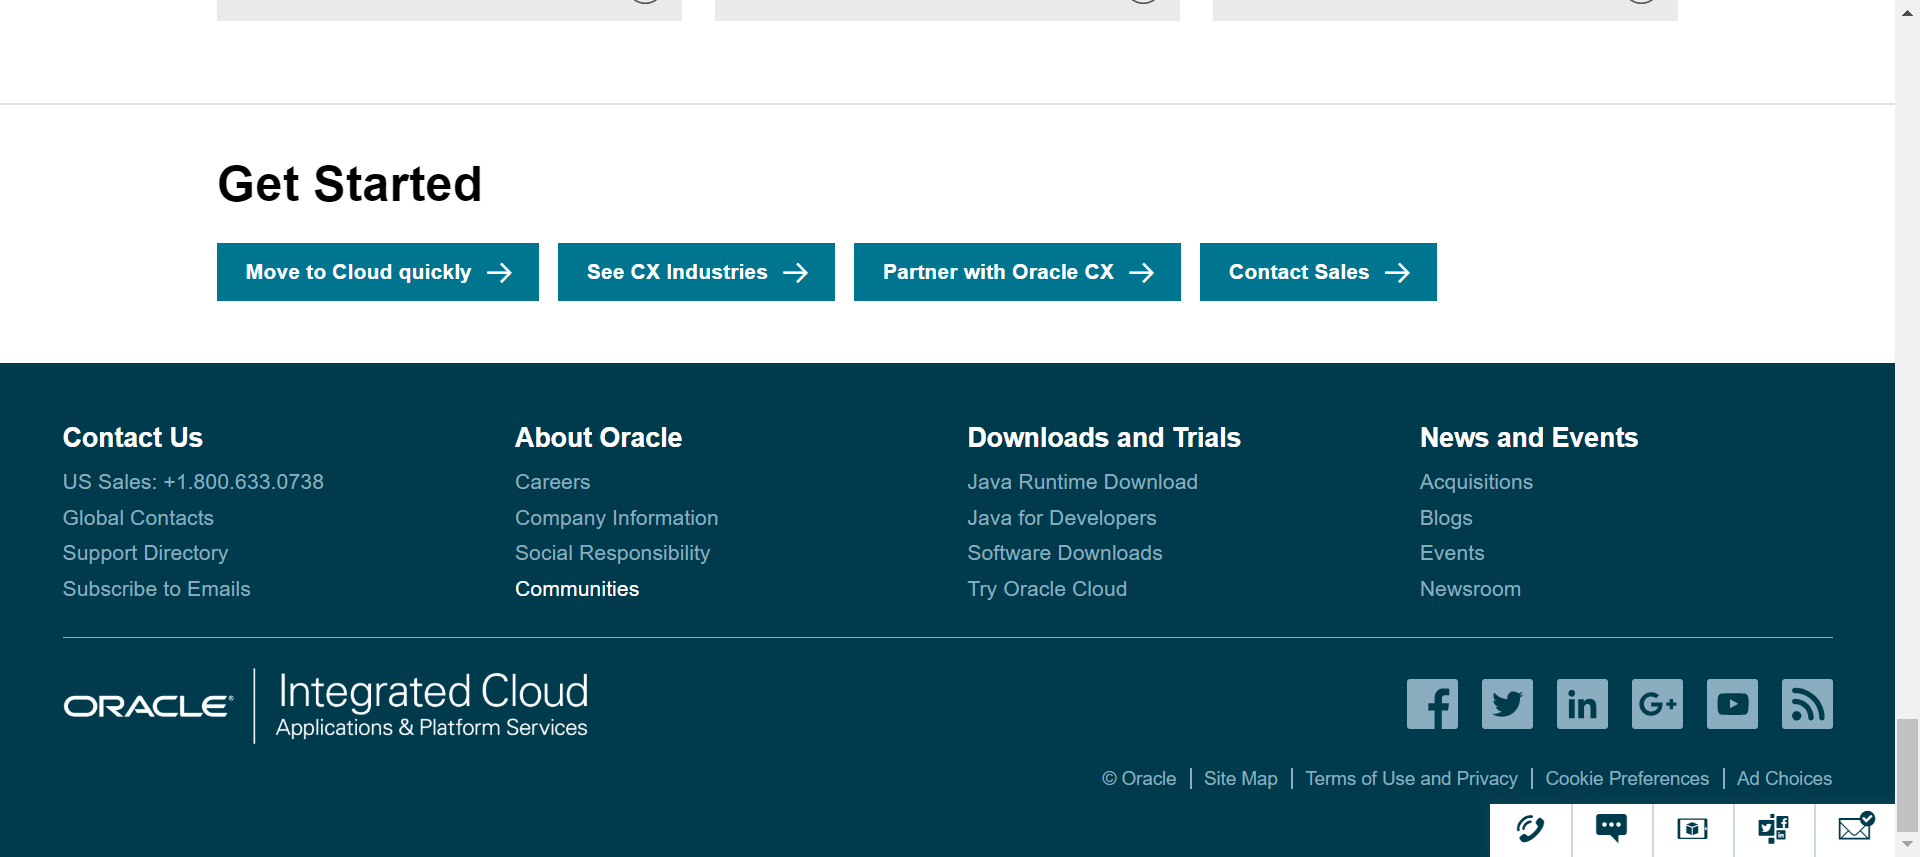 Get Started
Move to Cloud quickly
See CX Industries
Partner with Oracle CX
Contact Sales
Contact Us
US Sales: +1.800.633.0738
Global Contacts
Support Directory
Subscribe to Emails
About Oracle
Careers
Company Information
Social Responsibility
Communities
Downloads and Trials
Java Runtime Download
Java for Developers
Software Downloads
Try Oracle Cloud
News and Events
Acquisitions
Blogs
Events
Newsroom
ORACLE®
Integrated Cloud
Applications & Platform Services
© Oracle | Site Map | Terms of Use and Privacy | Cookie Preferences | Ad Choices